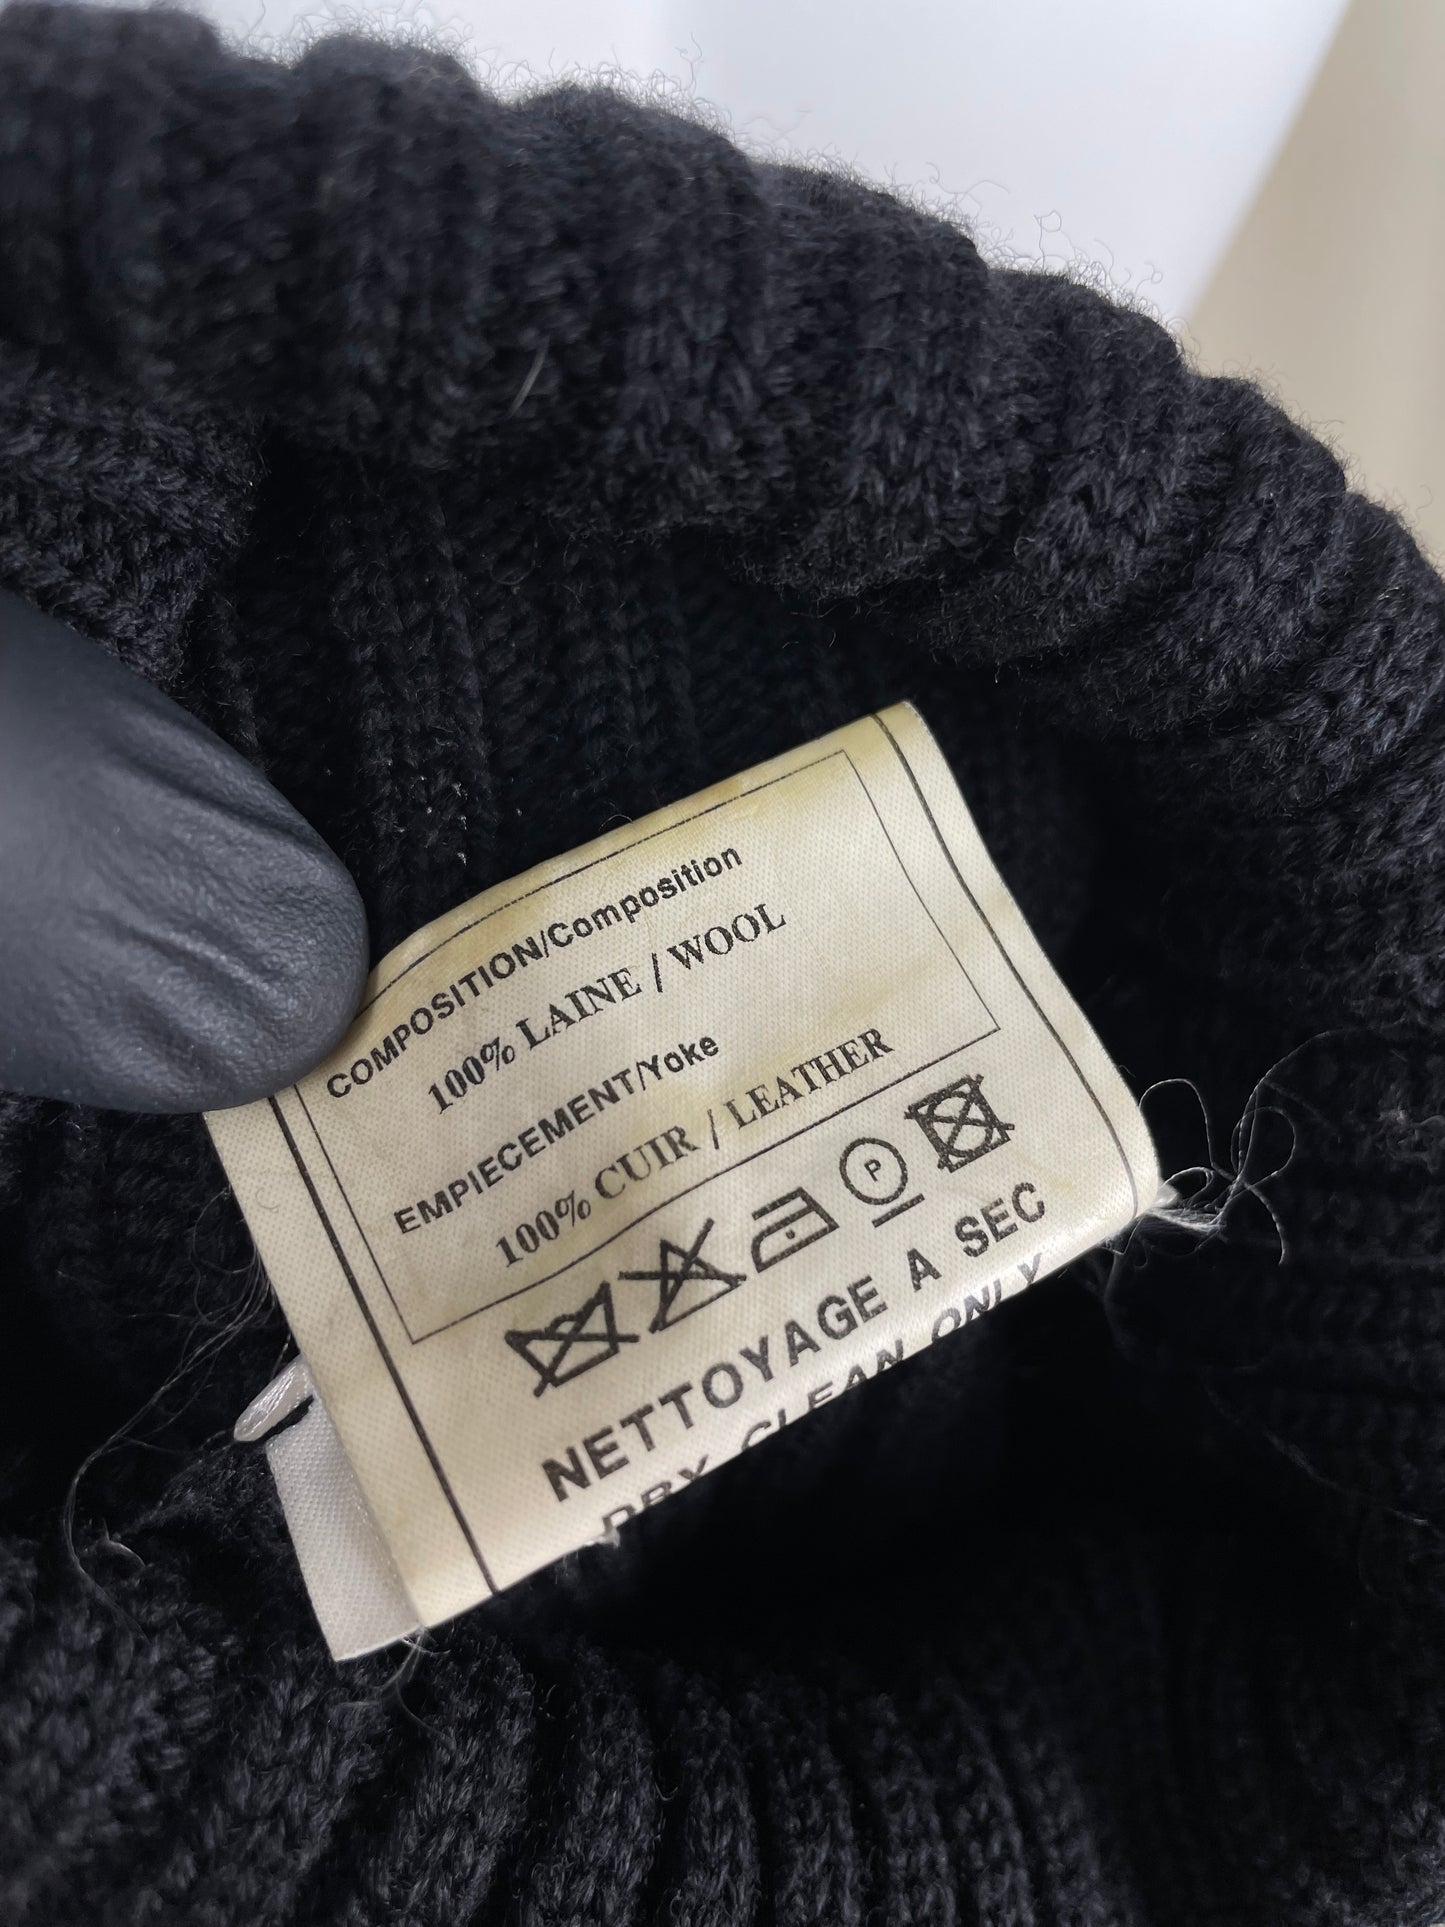 COMPOSITION/Composition
100% LAINE / WOOL
EMPIECEMENT/Yoke
100% CUIR / LEATHER
P
NETTOYAGE A SEC
DRY CLEAN ONLY